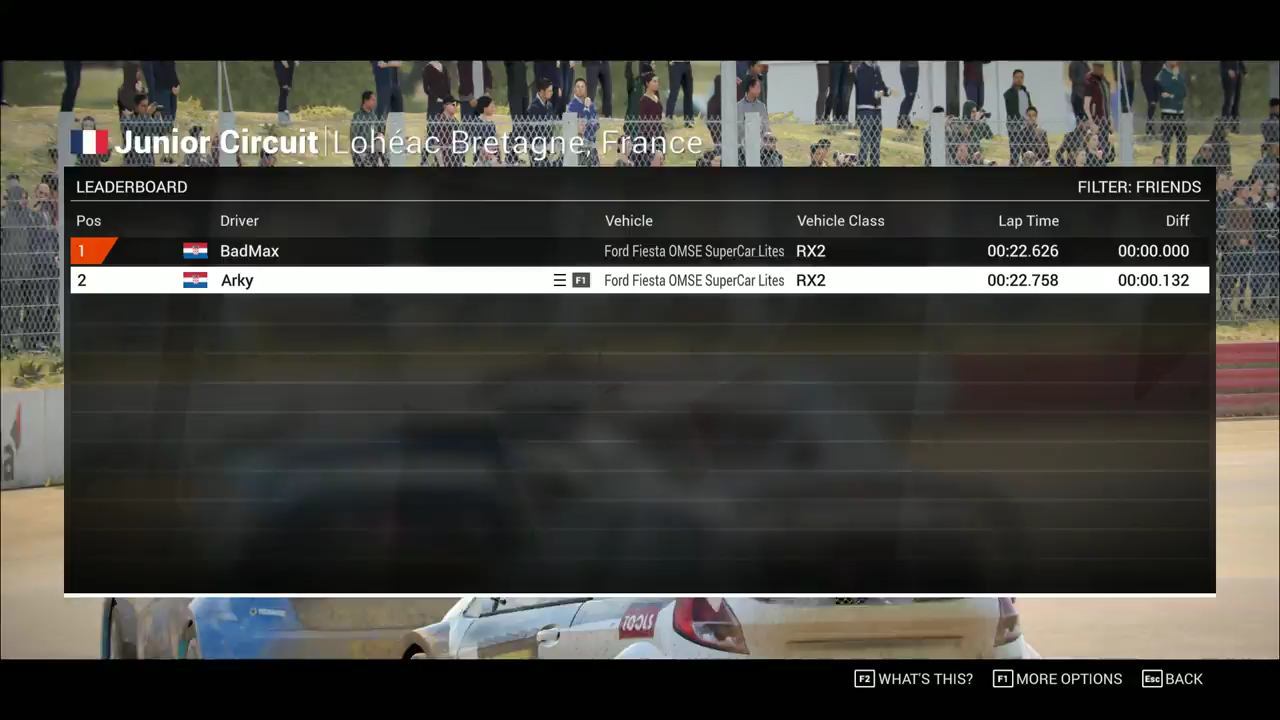 Junior Circuit | Lohéac Bretagne, France
LEADERBOARD FILTER: FRIENDS
Pos Driver Vehicle Vehicle Class Lap Time Diff
1 BadMax Ford Fiesta OMSE SuperCar Lites RX2 00:22.626 00:00.000
2 Arky F1 Ford Fiesta OMSE SuperCar Lites RX2 00:22.758 00:00.132
TOOLS
F2 WHAT'S THIS? F1 MORE OPTIONS Esc BACK